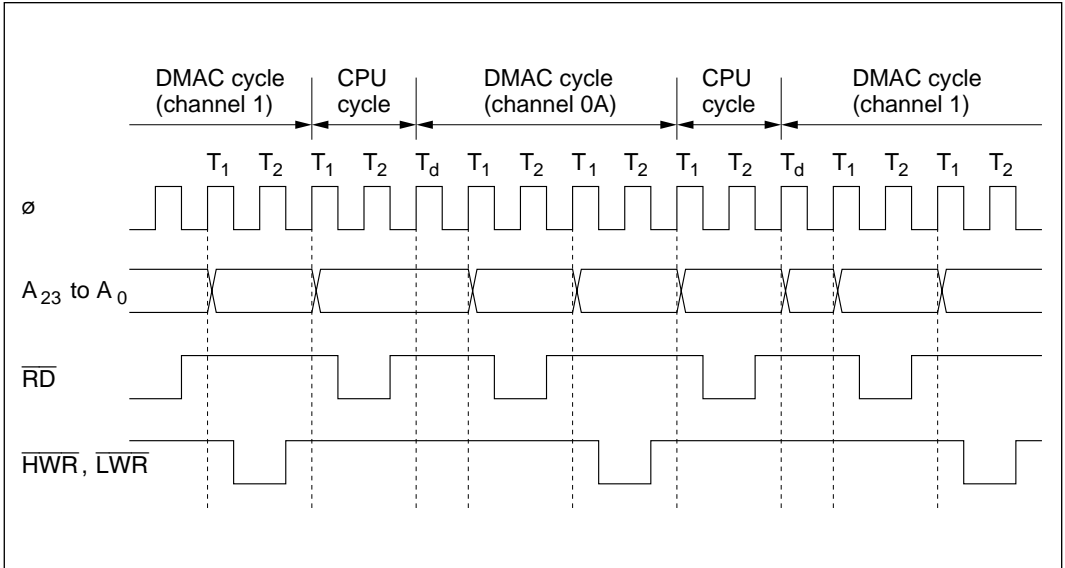 DMAC cycle (channel 1)
CPU cycle
DMAC cycle (channel 0A)
CPU cycle
DMAC cycle (channel 1)
T1 T2 T1 T2 Td T1 T2 T1 T2 T1 T2 Td T1 T2 T1 T2
ø
A23 to A0
RD
HWR, LWR